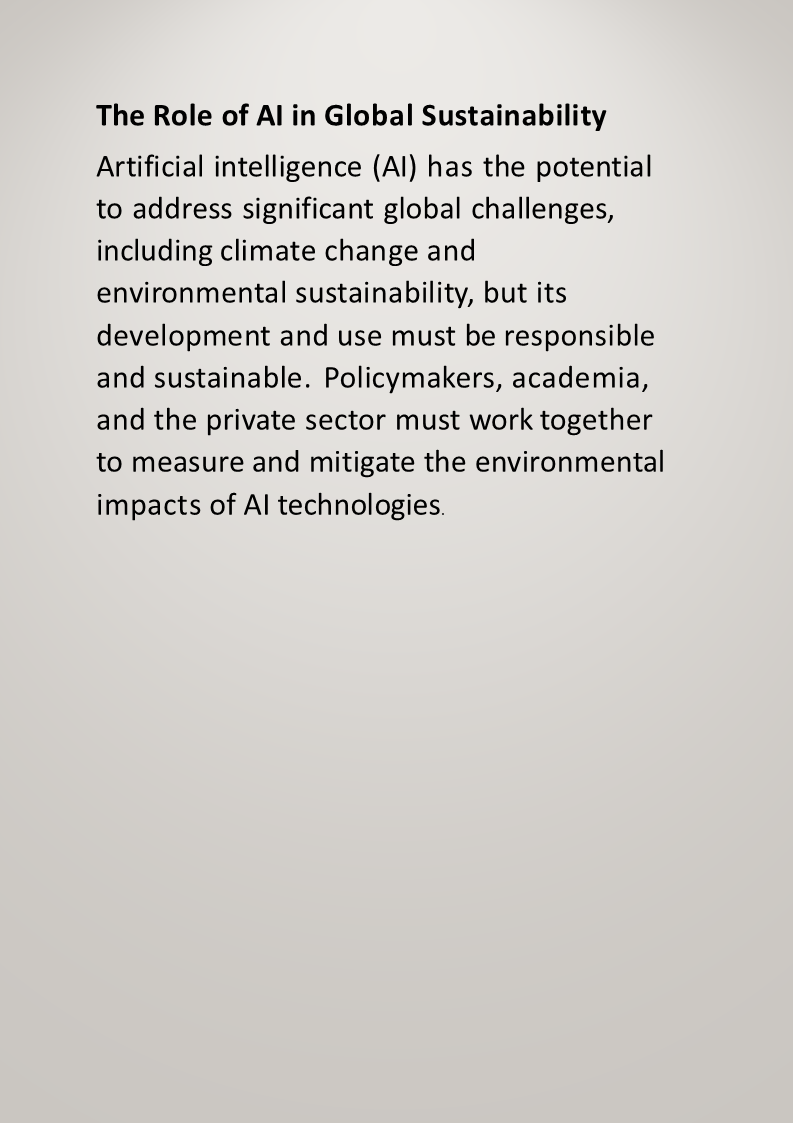 The Role of AI in Global Sustainability
Artificial intelligence (AI) has the potential
to address significant global challenges,
including climate change and
environmental sustainability, but its
development and use must be responsible
and sustainable. Policymakers, academia,
and the private sector must work together
to measure and mitigate the environmental
impacts of AI technologies.